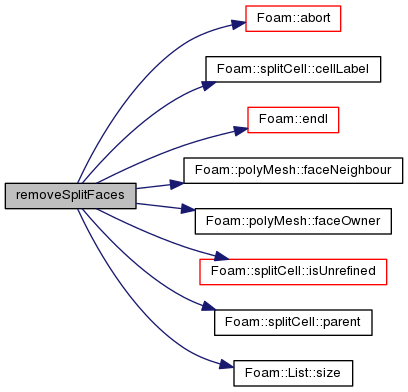 Foam::abort
Foam::splitCell::cellLabel
Foam::endl
Foam::polyMesh::faceNeighbour
removeSplitFaces
Foam::polyMesh::faceOwner
Foam::splitCell::isUnrefined
Foam::splitCell::parent
Foam::List::size